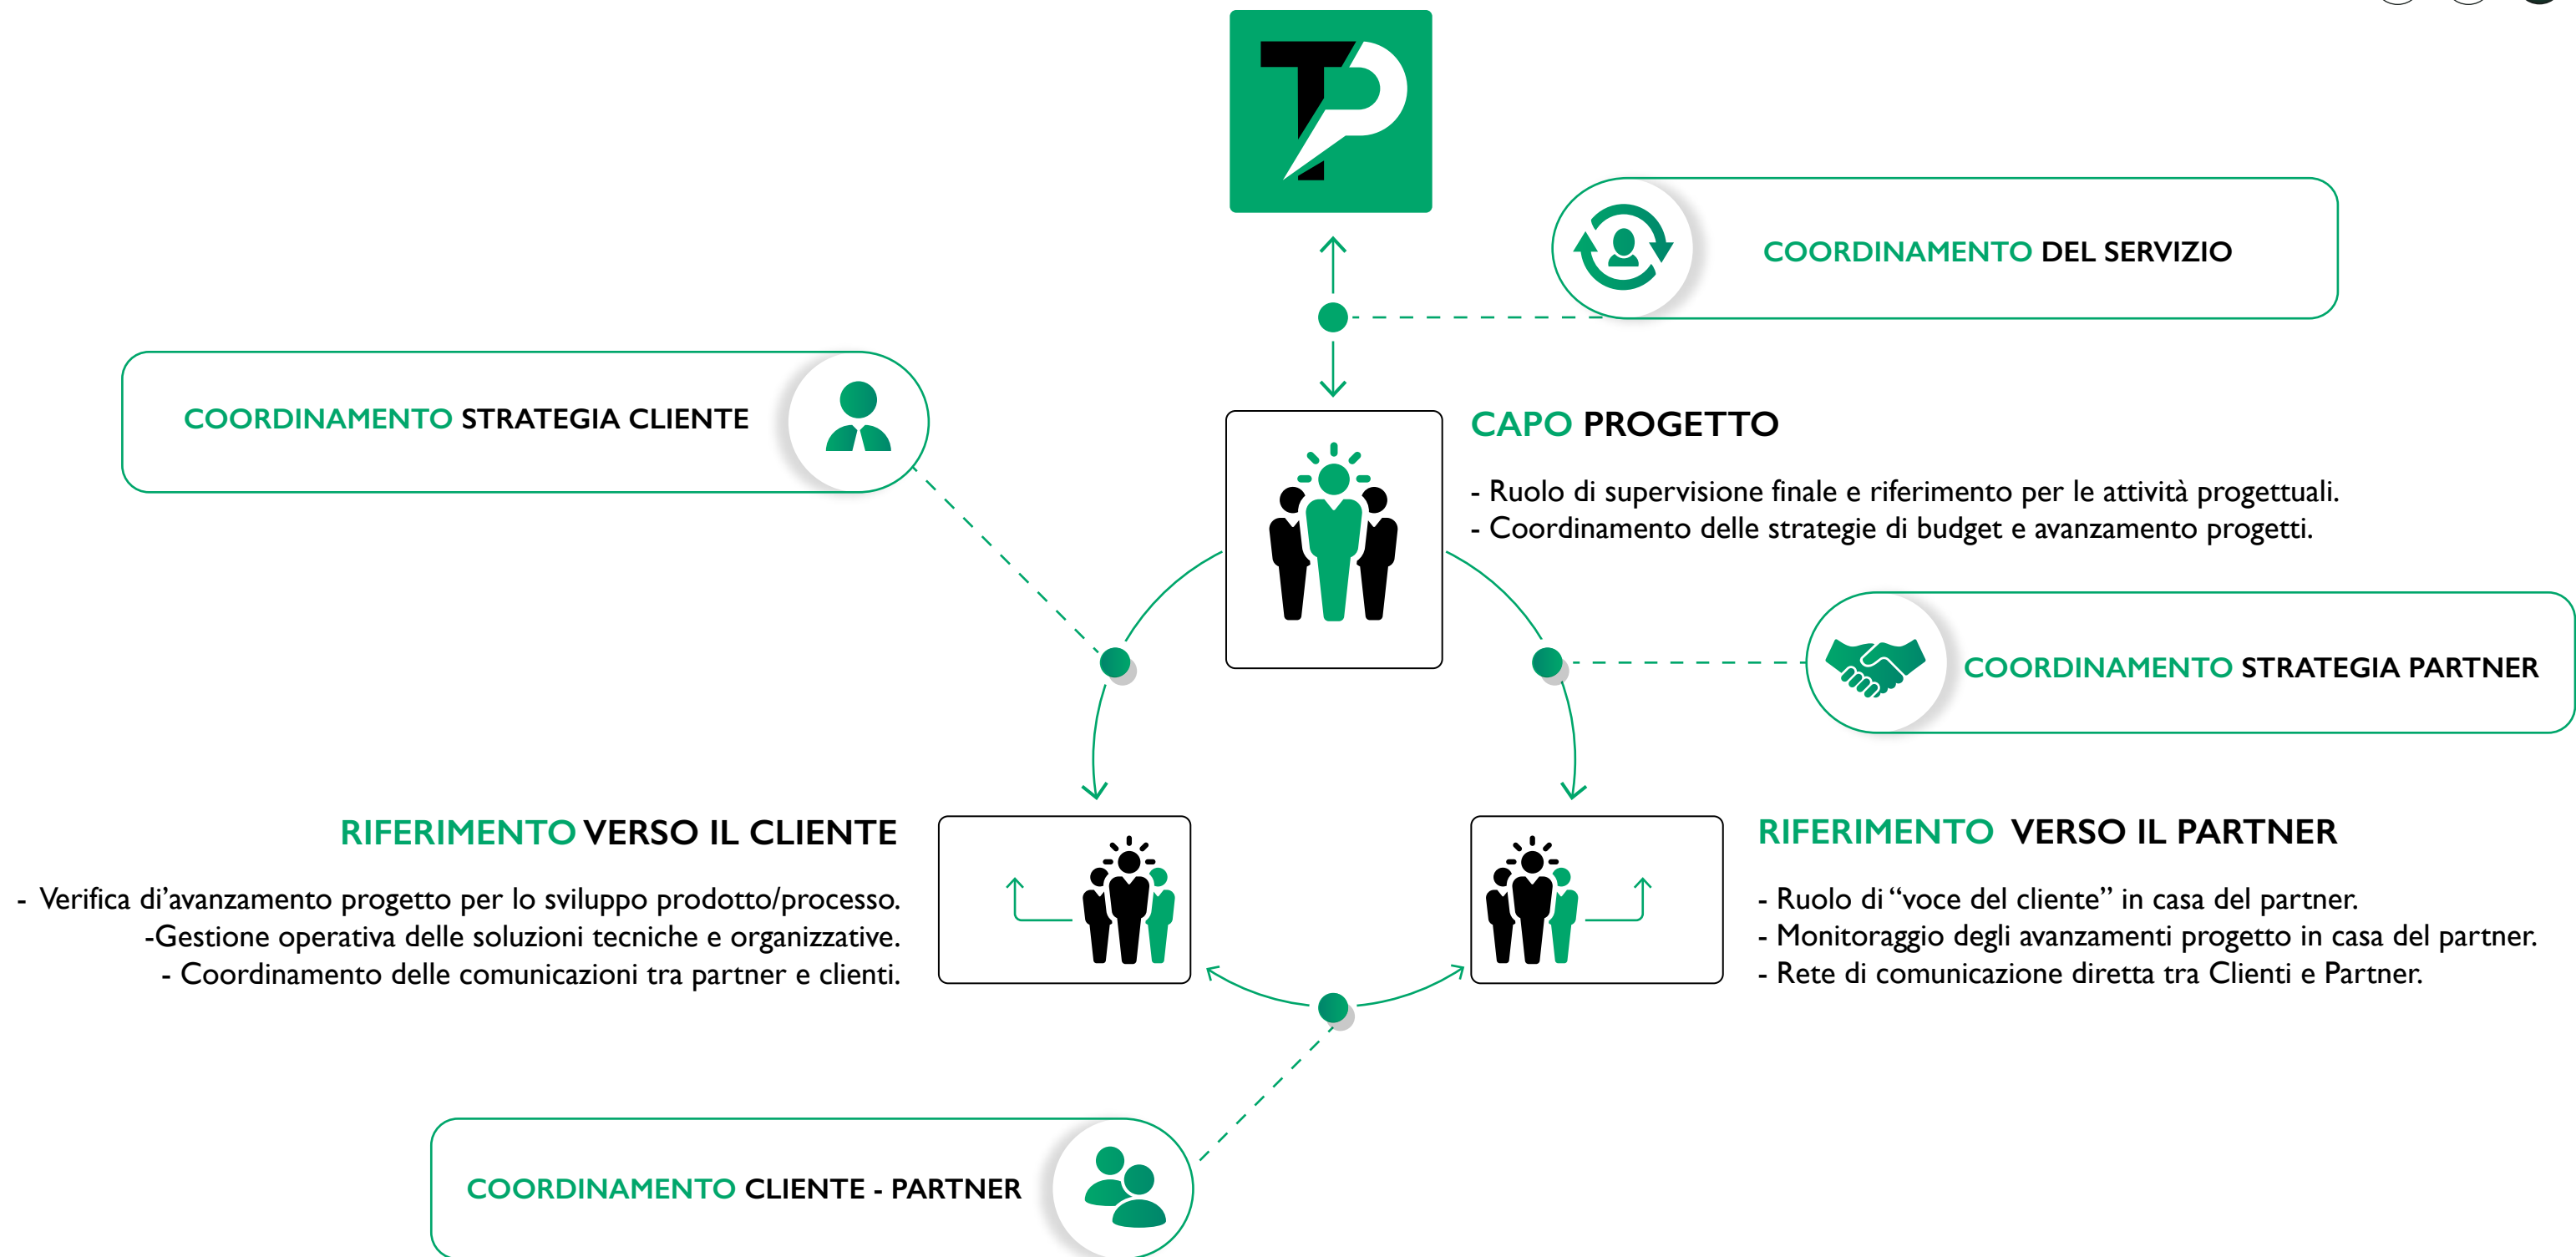 TP
COORDINAMENTO DEL SERVIZIO
COORDINAMENTO STRATEGIA CLIENTE
CAPO PROGETTO
- Ruolo di supervisione finale e riferimento per le attività progettuali.
- Coordinamento delle strategie di budget e avanzamento progetti.
COORDINAMENTO STRATEGIA PARTNER
RIFERIMENTO VERSO IL CLIENTE
- Verifica di'avanzamento progetto per lo sviluppo prodotto/processo.
-Gestione operativa delle soluzioni tecniche e organizzative.
- Coordinamento delle comunicazioni tra partner e clienti.
RIFERIMENTO VERSO IL PARTNER
- Ruolo di “voce del cliente” in casa del partner.
- Monitoraggio degli avanzamenti progetto in casa del partner.
- Rete di comunicazione diretta tra Clienti e Partner.
COORDINAMENTO CLIENTE - PARTNER